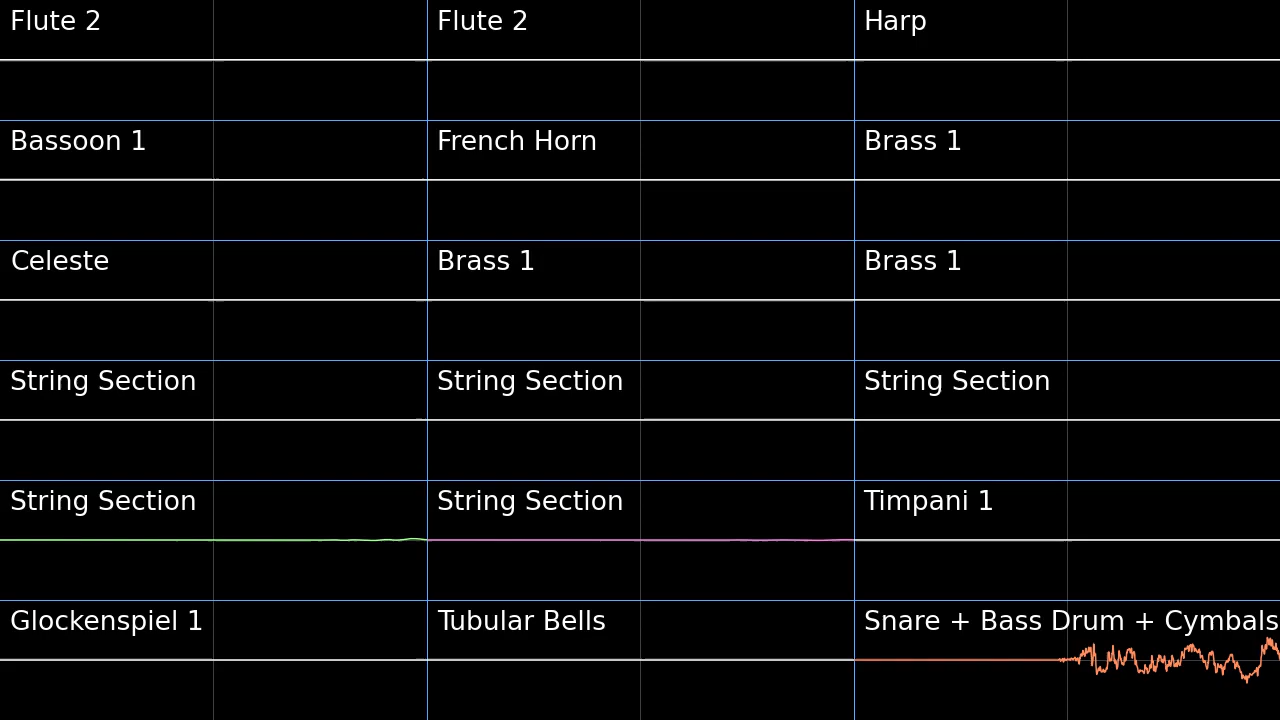 Flute 2
Flute 2
Harp
Bassoon 1
French Horn
Brass 1
Celeste
Brass 1
Brass 1
String Section
String Section
String Section
String Section
String Section
Timpani 1
Glockenspiel 1
Tubular Bells
Snare + Bass Drum + Cymbals